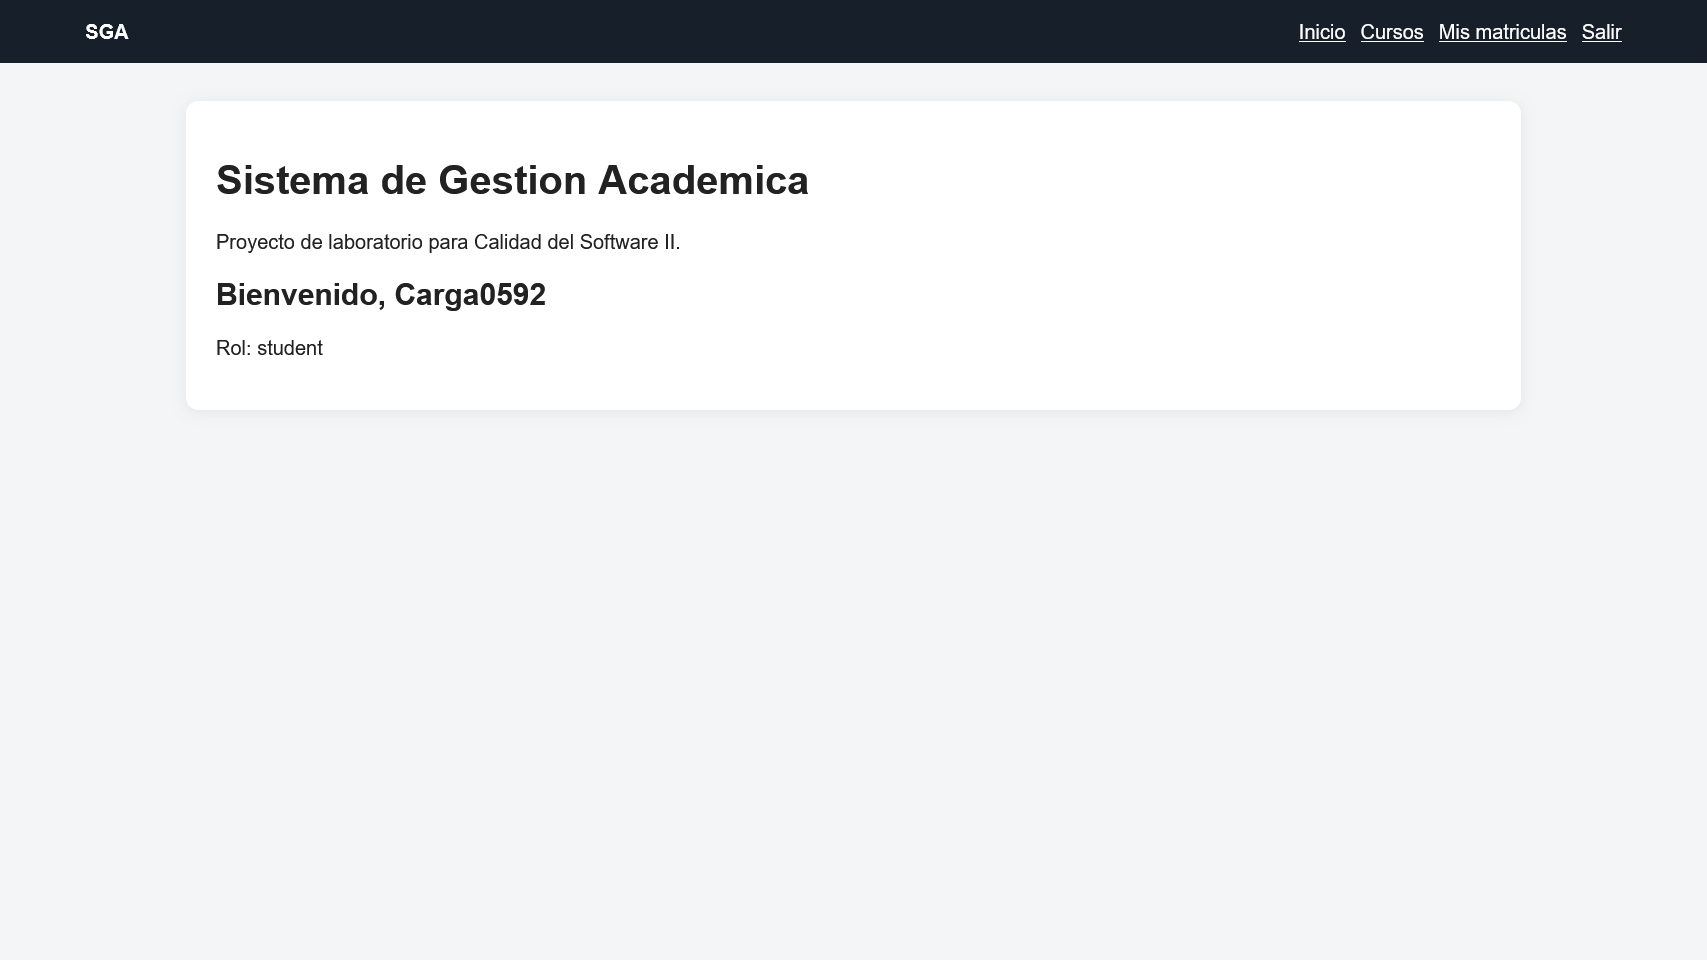 SGA
Inicio Cursos Mis matriculas Salir
Sistema de Gestion Academica
Proyecto de laboratorio para Calidad del Software II.
Bienvenido, Carga0592
Rol: student